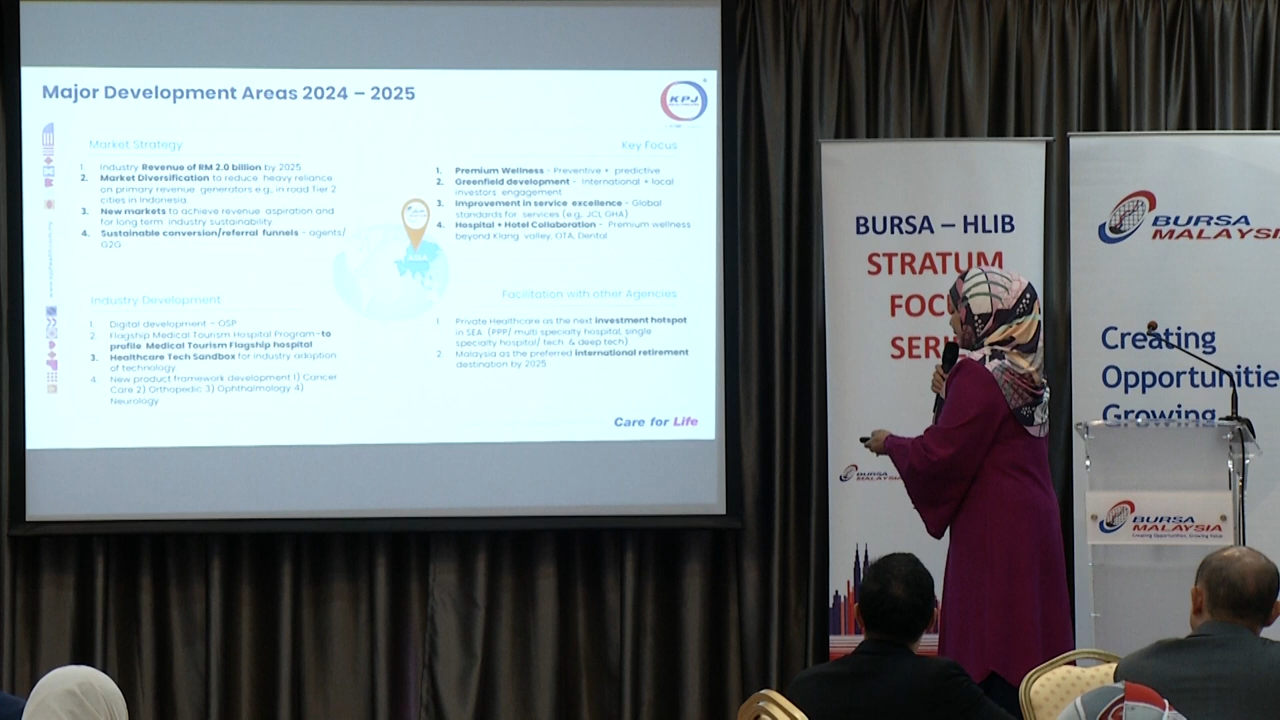 Major Development Areas 2024 – 2025
KPJ
Market Strategy
1. Industry Revenue of RM 2.0 billion by 2025
2. Market Diversification to reduce heavy reliance
on primary revenue generators e.g., in road Tier 2
cities in Indonesia.
3. New markets to achieve revenue aspiration and
for long term industry sustainability
4. Sustainable conversion/referral funnels - agents/
G2G
Key Focus
1. Premium Wellness - Preventive + predictive
2. Greenfield development - International + local
investors engagement
3. Improvement in service excellence - Global
standards for services (e.g., JCI, GHA)
4. Hospital + Hotel Collaboration - Premium wellness
beyond Klang valley, OTA, Dental
ASIA
Industry Development
1. Digital development – OSP
2. Flagship Medical Tourism Hospital Program - to
profile Medical Tourism Flagship hospital
3. Healthcare Tech Sandbox for industry adoption
of technology
4. New product framework development 1) Cancer
Care 2) Orthopedic 3) Ophthalmology 4)
Neurology
Facilitation with other Agencies
1. Private Healthcare as the next investment hotspot
in SEA. (PPP/ multi specialty hospital, single
specialty hospital/ tech & deep tech)
2. Malaysia as the preferred international retirement
destination by 2025
Care for Life
BURSA – HLIB
STRATUM
BURSA
BURSA
MALAYSI
Creating
Growing
BURSA
MALAYSIA
Creating Opportunities, Growing Value